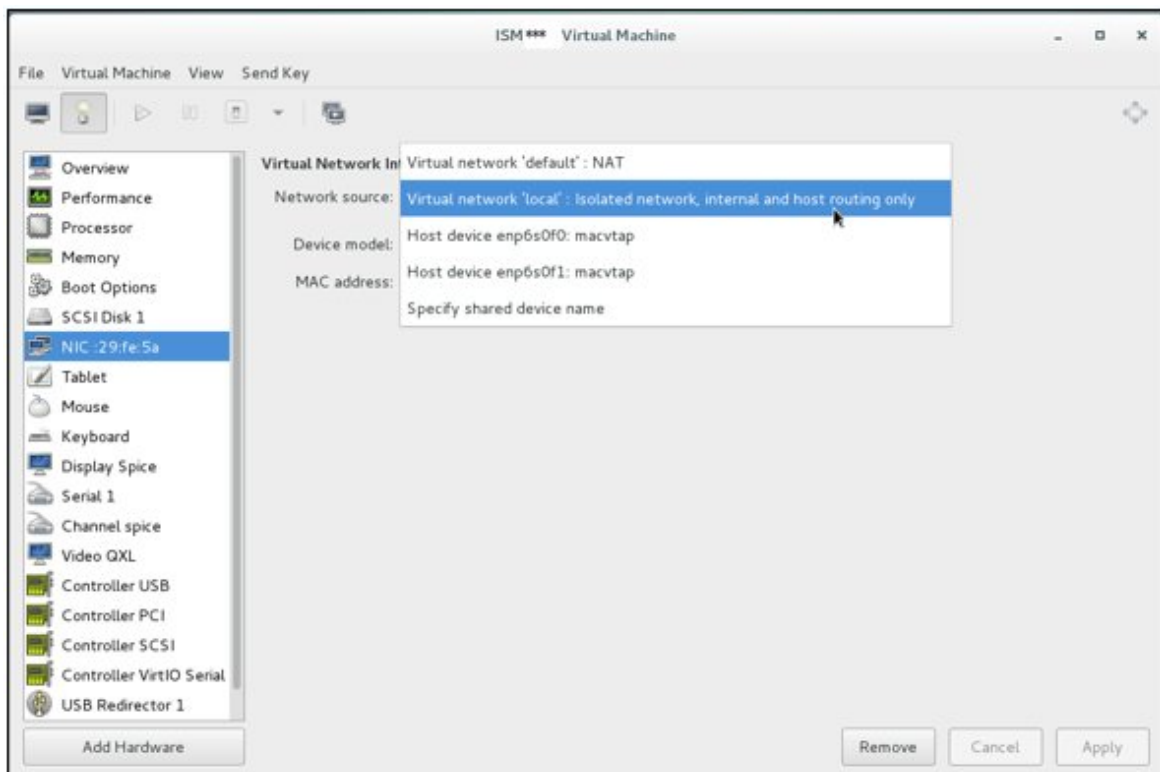 ISM*** Virtual Machine
File Virtual Machine View Send Key
Overview
Performance
Processor
Memory
Boot Options
SCSI Disk 1
NIC :29:fe:5a
Tablet
Mouse
Keyboard
Display Spice
Serial 1
Channel spice
Video QXL
Controller USB
Controller PCI
Controller SCSI
Controller VirtIO Serial
USB Redirector 1
Add Hardware
Virtual Network In
Network source:
Device model:
MAC address:
Virtual network 'default' : NAT
Virtual network 'local' : Isolated network, internal and host routing only
Host device enp6s0f0: macvtap
Host device enp6s0f1: macvtap
Specify shared device name
Remove Cancel Apply